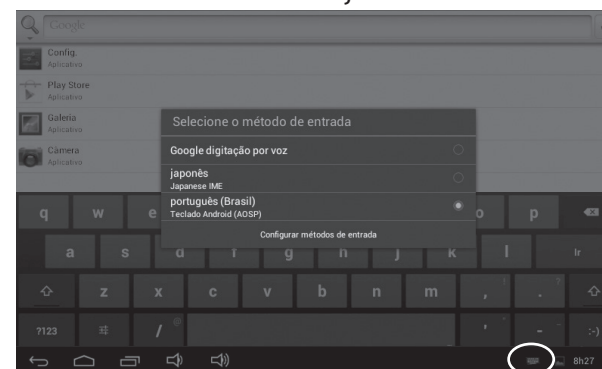 Google
Config.
Aplicativo
Play Store
Aplicativo
Galeria
Aplicativo
Câmera
Aplicativo
Selecione o método de entrada
Google digitação por voz
japonês
Japanese IME
português (Brasil)
Teclado Android (AOSP)
Configurar métodos de entrada
q w e o p
a s d f g h j k l Ir
z x c v b n m , ! . ?
?123 / @ ' " - _ :-)
8h27